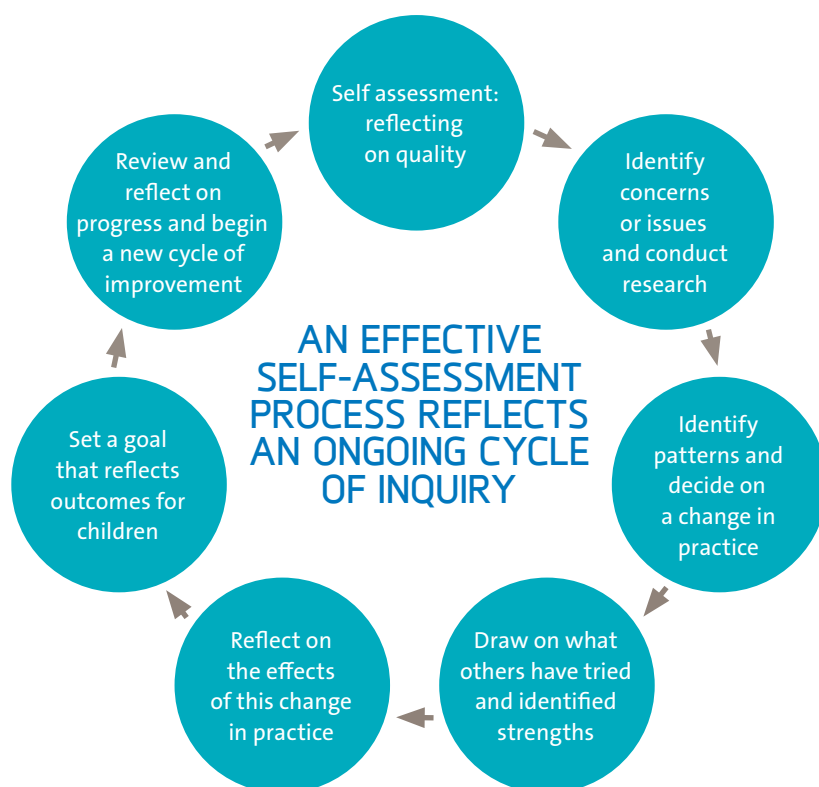 Self assessment:
reflecting
on quality
Identify
concerns
or issues
and conduct
research
Identify
patterns and
decide on
a change in
practice
Draw on what
others have tried
and identified
strengths
Reflect on
the effects
of this change
in practice
Set a goal
that reflects
outcomes for
children
Review and
reflect on
progress and begin
a new cycle of
improvement
AN EFFECTIVE
SELF-ASSESSMENT
PROCESS REFLECTS
AN ONGOING CYCLE
OF INQUIRY